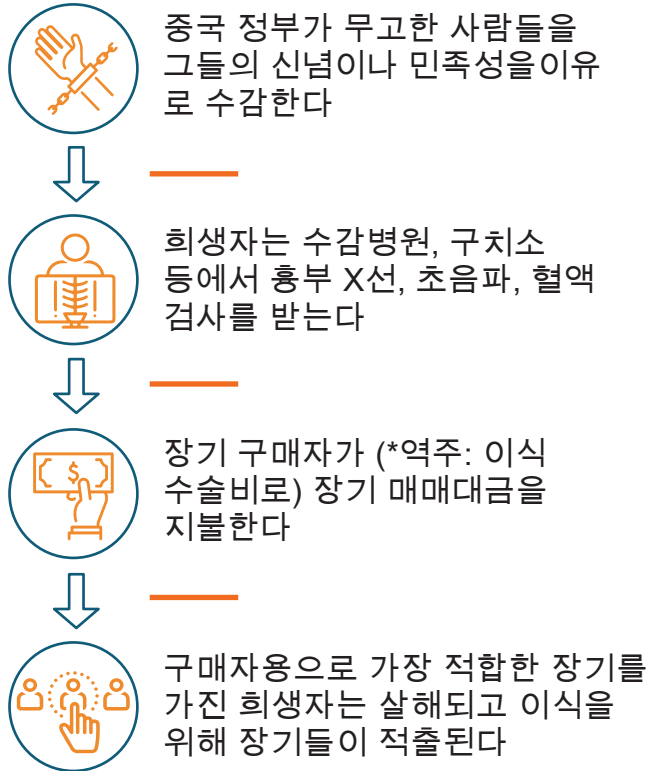 중국 정부가 무고한 사람들을
그들의 신념이나 민족성을이유
로 수감한다
희생자는 수감병원, 구치소
등에서 흉부 X선, 초음파, 혈액
검사를 받는다
$
장기 구매자가 (*역주: 이식
수술비로) 장기 매매대금을
지불한다
구매자용으로 가장 적합한 장기를
가진 희생자는 살해되고 이식을
위해 장기들이 적출된다